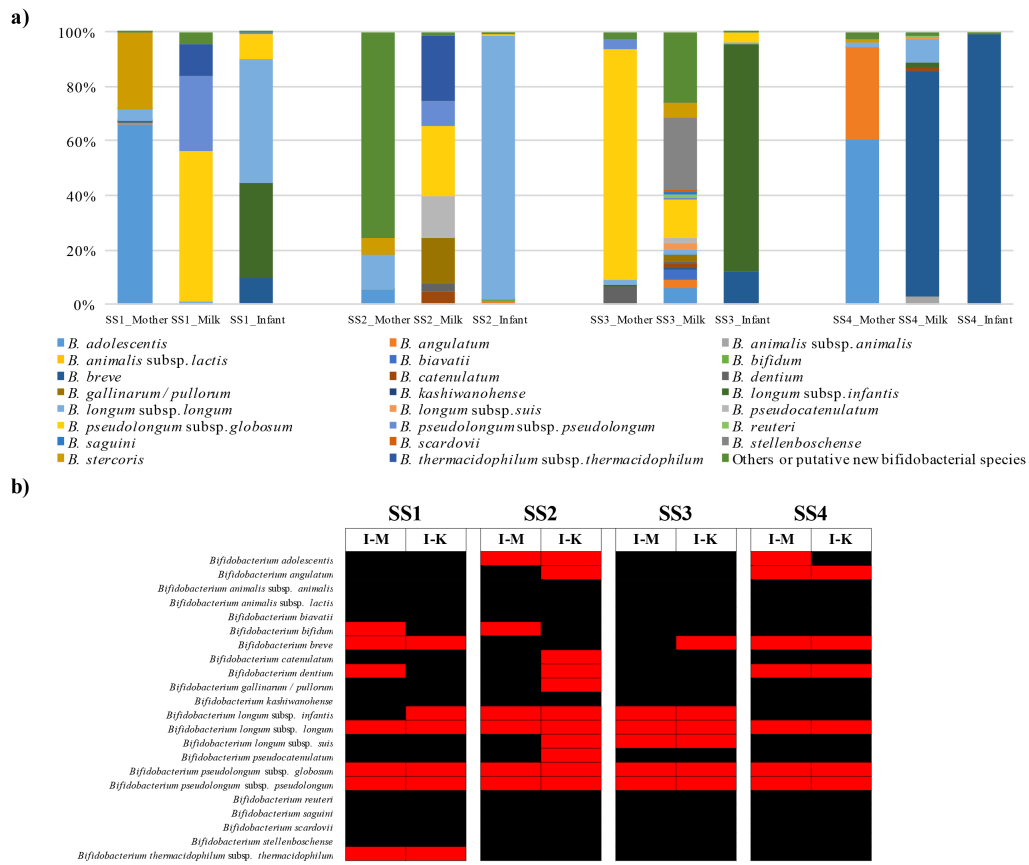 a)
100%
80%
60%
40%
20%
0%
SS1_Mother SS1_Milk SS1_Infant SS2_Mother SS2_Milk SS2_Infant SS3_Mother SS3_Milk SS3_Infant SS4_Mother SS4_Milk SS4_Infant
B. adolescentis B. angulatum B. animalis subsp. animalis
B. animalis subsp. lactis B. biavatii B. bifidum
B. breve B. catenulatum B. dentium
B. gallinarum / pullorum B. kashiwanohense B. longum subsp. infantis
B. longum subsp. longum B. longum subsp. suis B. pseudocatenulatum
B. pseudolongum subsp. globosum B. pseudolongum subsp. pseudolongum B. reuteri
B. saguini B. scardovii B. stellenboschense
B. stercoris B. thermacidophilum subsp. thermacidophilum Others or putative new bifidobacterial species
b)
SS1 SS2 SS3 SS4
I-M I-K I-M I-K I-M I-K I-M I-K
Bifidobacterium adolescentis
Bifidobacterium angulatum
Bifidobacterium animalis subsp. animalis
Bifidobacterium animalis subsp. lactis
Bifidobacterium biavatii
Bifidobacterium bifidum
Bifidobacterium breve
Bifidobacterium catenulatum
Bifidobacterium dentium
Bifidobacterium gallinarum / pullorum
Bifidobacterium kashiwanohense
Bifidobacterium longum subsp. infantis
Bifidobacterium longum subsp. longum
Bifidobacterium longum subsp. suis
Bifidobacterium pseudocatenulatum
Bifidobacterium pseudolongum subsp. globosum
Bifidobacterium pseudolongum subsp. pseudolongum
Bifidobacterium reuteri
Bifidobacterium saguini
Bifidobacterium scardovii
Bifidobacterium stellenboschense
Bifidobacterium thermacidophilum subsp. thermacidophilum